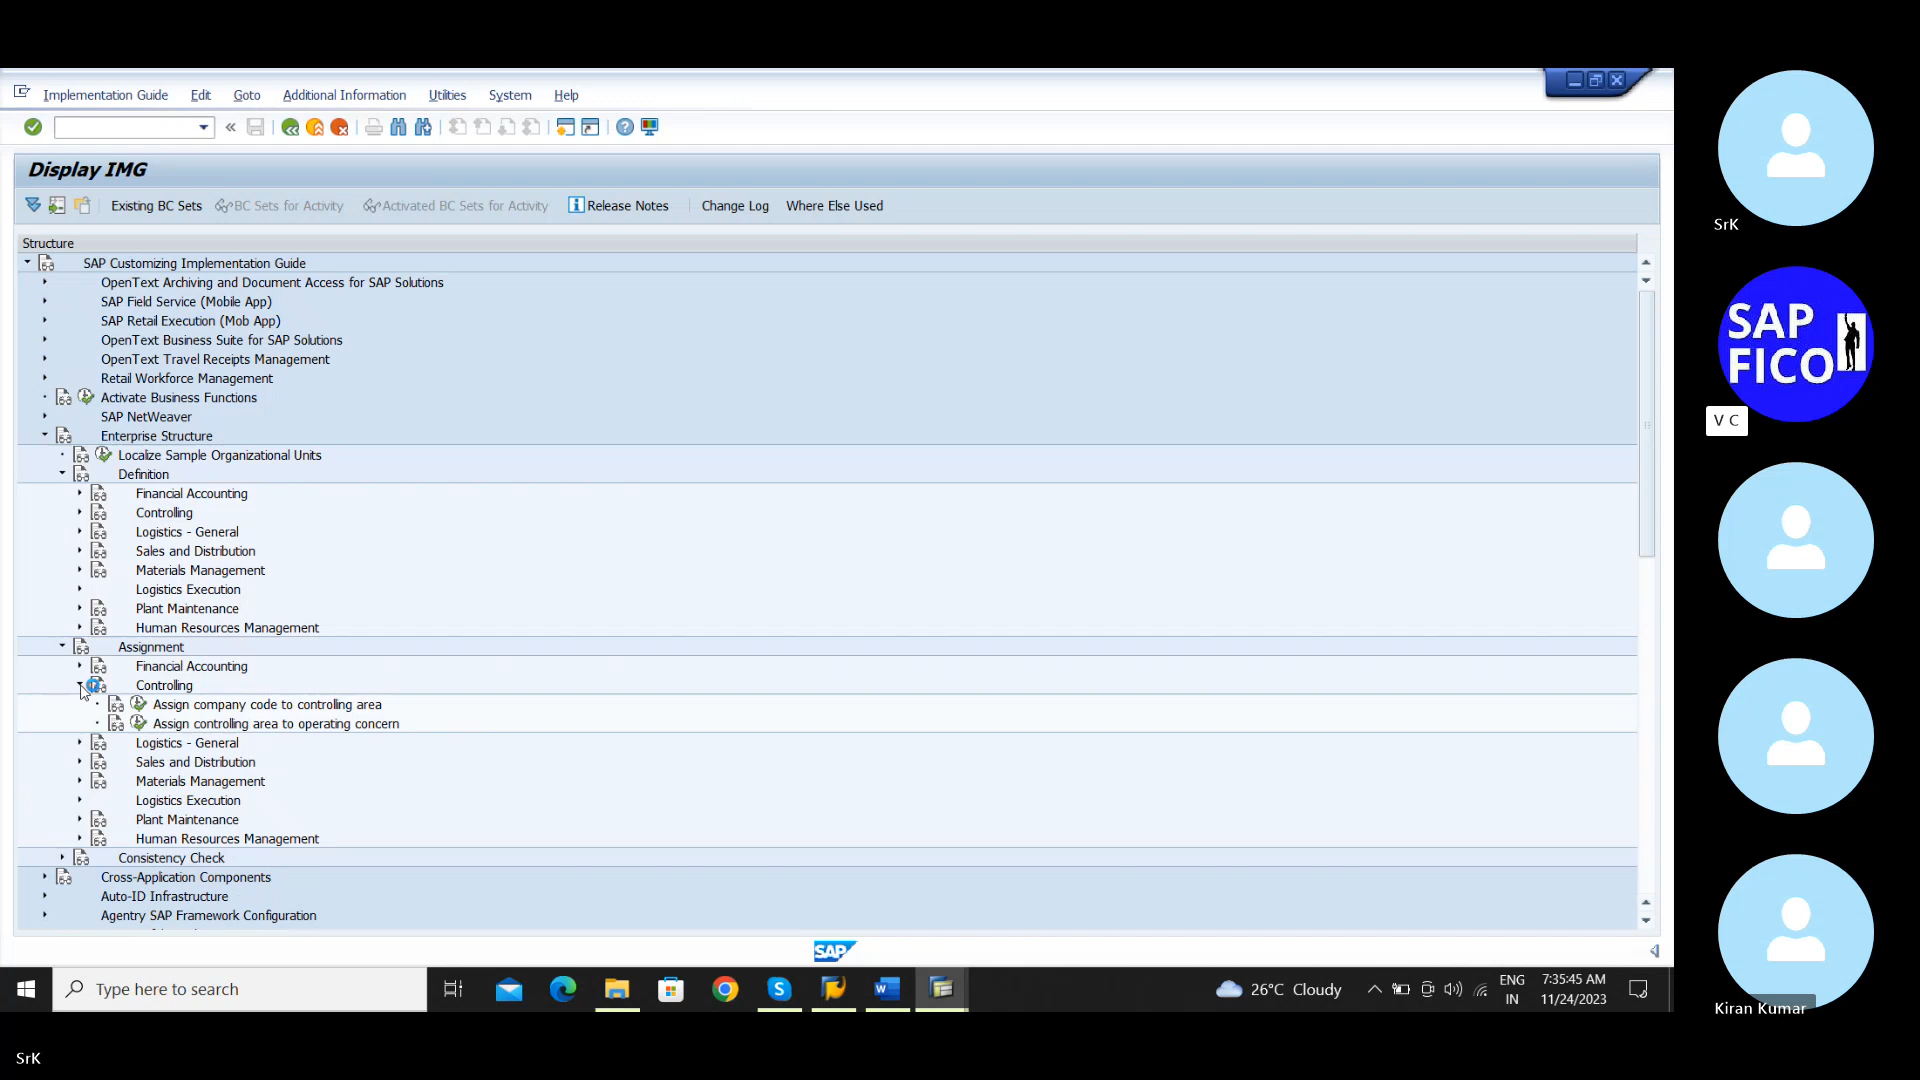 Implementation Guide Edit Goto Additional Information Utilities System Help
Display IMG
Existing BC Sets BC Sets for Activity Activated BC Sets for Activity Release Notes Change Log Where Else Used
Structure
SAP Customizing Implementation Guide
OpenText Archiving and Document Access for SAP Solutions
SAP Field Service (Mobile App)
SAP Retail Execution (Mob App)
OpenText Business Suite for SAP Solutions
OpenText Travel Receipts Management
Retail Workforce Management
Activate Business Functions
SAP NetWeaver
Enterprise Structure
Localize Sample Organizational Units
Definition
Financial Accounting
Controlling
Logistics - General
Sales and Distribution
Materials Management
Logistics Execution
Plant Maintenance
Human Resources Management
Assignment
Financial Accounting
Controlling
Assign company code to controlling area
Assign controlling area to operating concern
Logistics - General
Sales and Distribution
Materials Management
Logistics Execution
Plant Maintenance
Human Resources Management
Consistency Check
Cross-Application Components
Auto-ID Infrastructure
Agentry SAP Framework Configuration
SAP
Type here to search
26°C Cloudy
ENG
IN
7:35:45 AM
11/24/2023
SrK
SAP
FICO
V C
Kiran Kumar
SrK